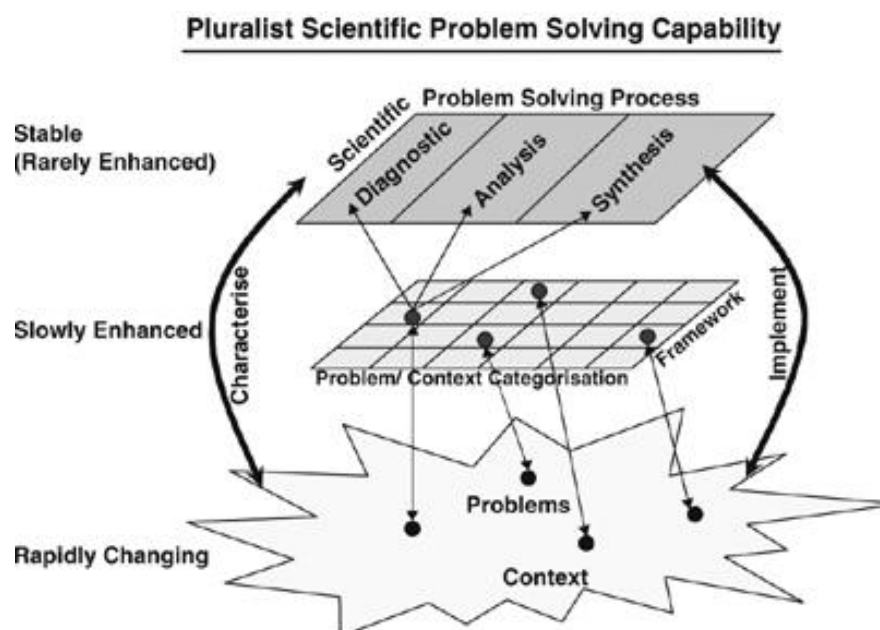 Pluralist Scientific Problem Solving Capability
Problem Solving Process
Scientific
Stable
(Rarely Enhanced)
Diagnostic
Analysis
Synthesis
Characterise
Implement
Slowly Enhanced
Framework
Problem/ Context Categorisation
Problems
Rapidly Changing
Context